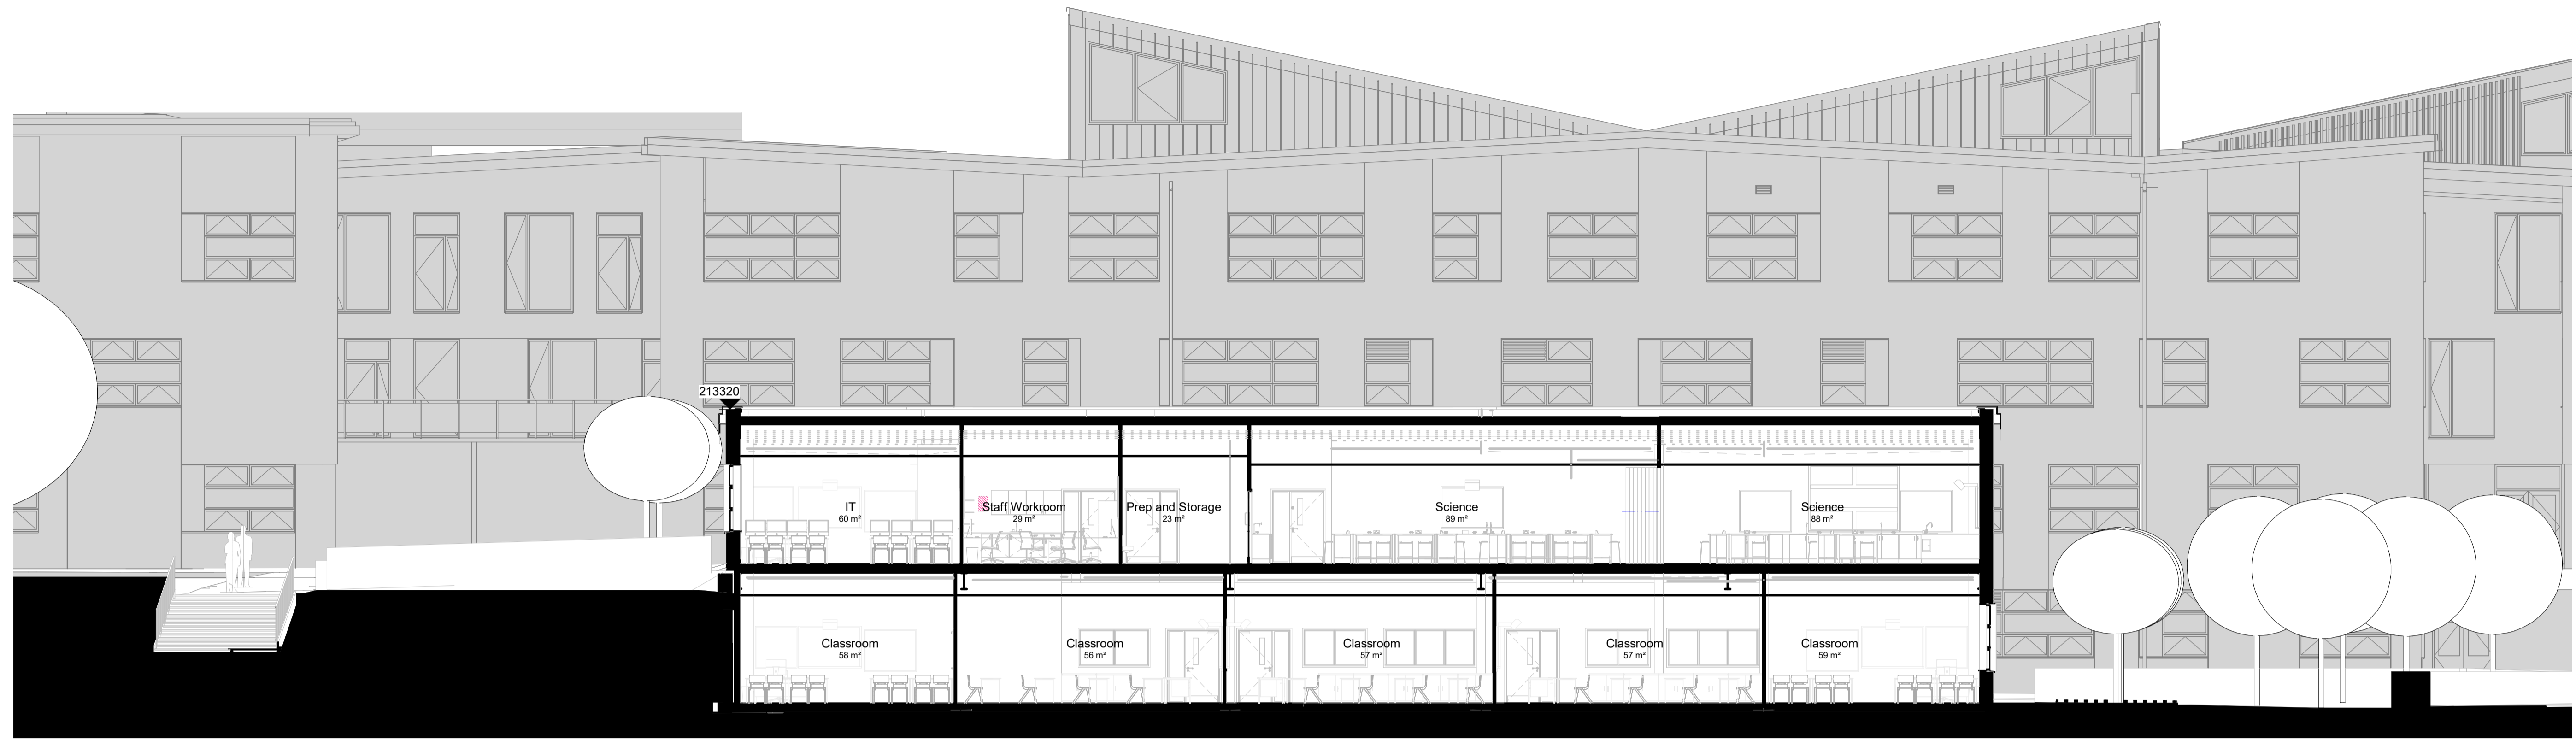 213320
IT
60 m²
Staff Workroom
29 m²
Prep and Storage
23 m²
Science
89 m²
Science
88 m²
Classroom
58 m²
Classroom
56 m²
Classroom
57 m²
Classroom
57 m²
Classroom
59 m²